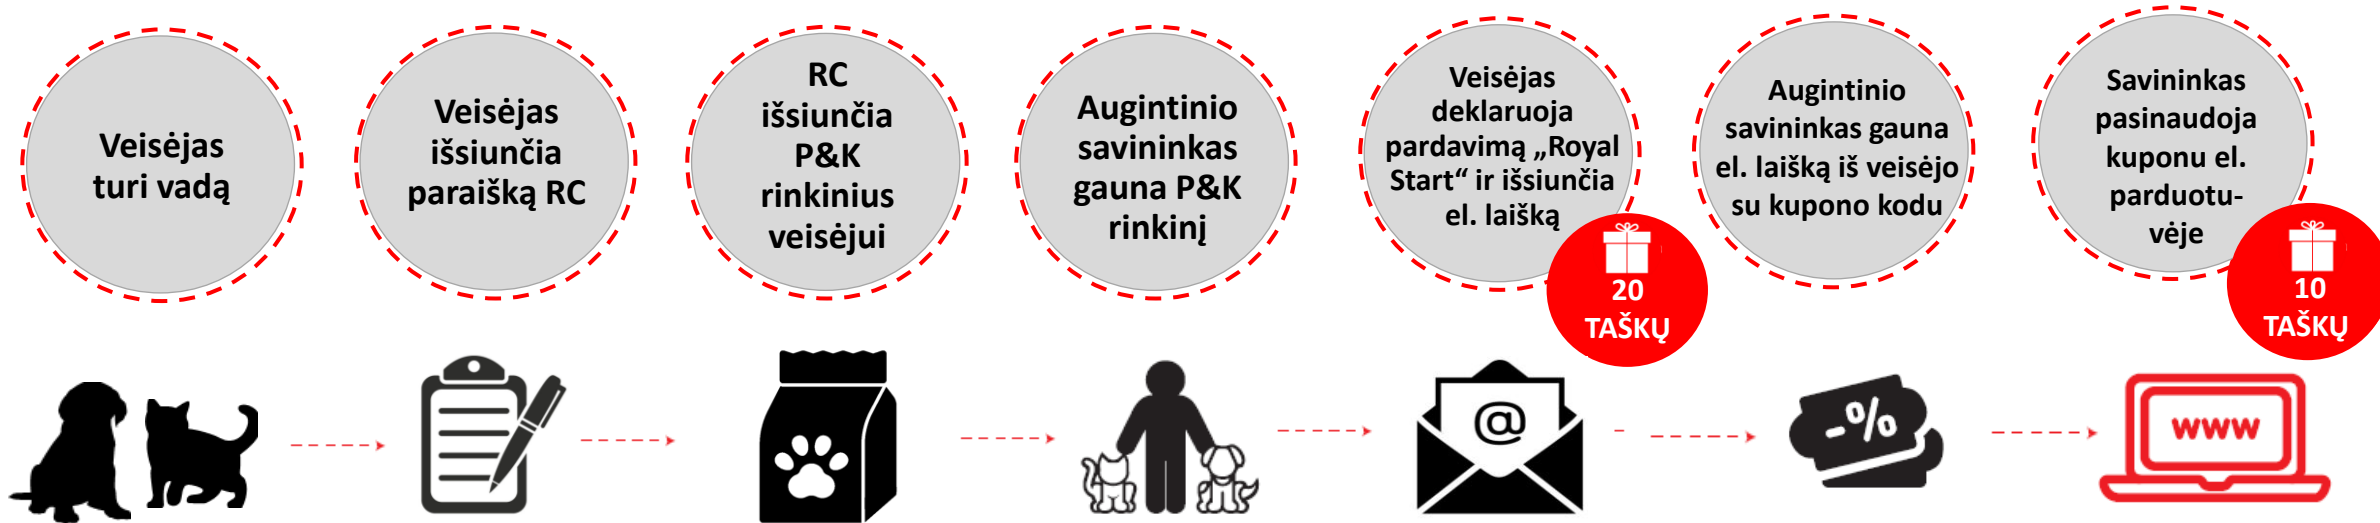 Veisėjas
turi vadą
Veisėjas
išsiunčia
paraišką RC
RC
išsiunčia
P&K
rinkinius
veisėjui
Augintinio
savininkas
gauna P&K
rinkinį
Veisėjas
deklaruoja
pardavimą „Royal
Start“ ir išsiunčia
el. laišką
20
TAŠKŲ
Augintinio
savininkas gauna
el. laišką iš veisėjo
su kupono kodu
Savininkas
pasinaudoja
kuponu el.
parduotu-
vėje
10
TAŠKŲ
@
-%
www